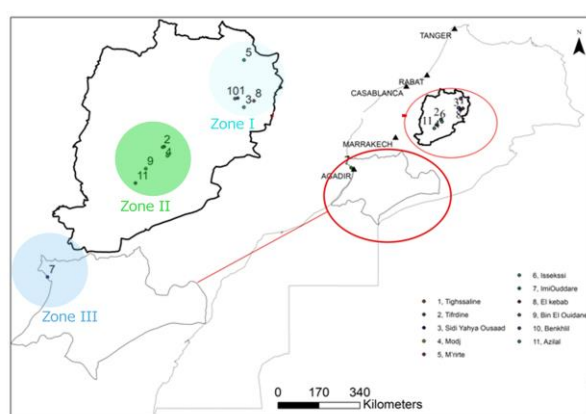 TANGER
N
5
RABAT
101
8
CASABLANCA
3
Zone I
2
11
2
4
9
MARRAKECH
11
7
AGADIR
Zone II
7
Zone III
1, Tighssaline
2, Tifrdine
3, Sidi Yahya Ousaad
4, Modj
5, M'rirte
6, Issekssi
7, ImiOuddare
8, El kebab
9, Bin El Ouidane
10, Benkhlil
11, Azilal
0 170 340
Kilometers